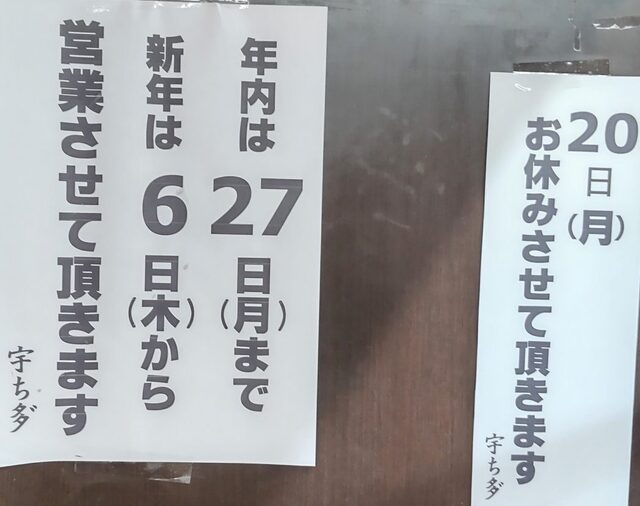 年内は27日(月)まで
新年は6日(木)から
営業させて頂きます
宇ち多゛
20日(月)
お休みさせて頂きます
宇ち多゛